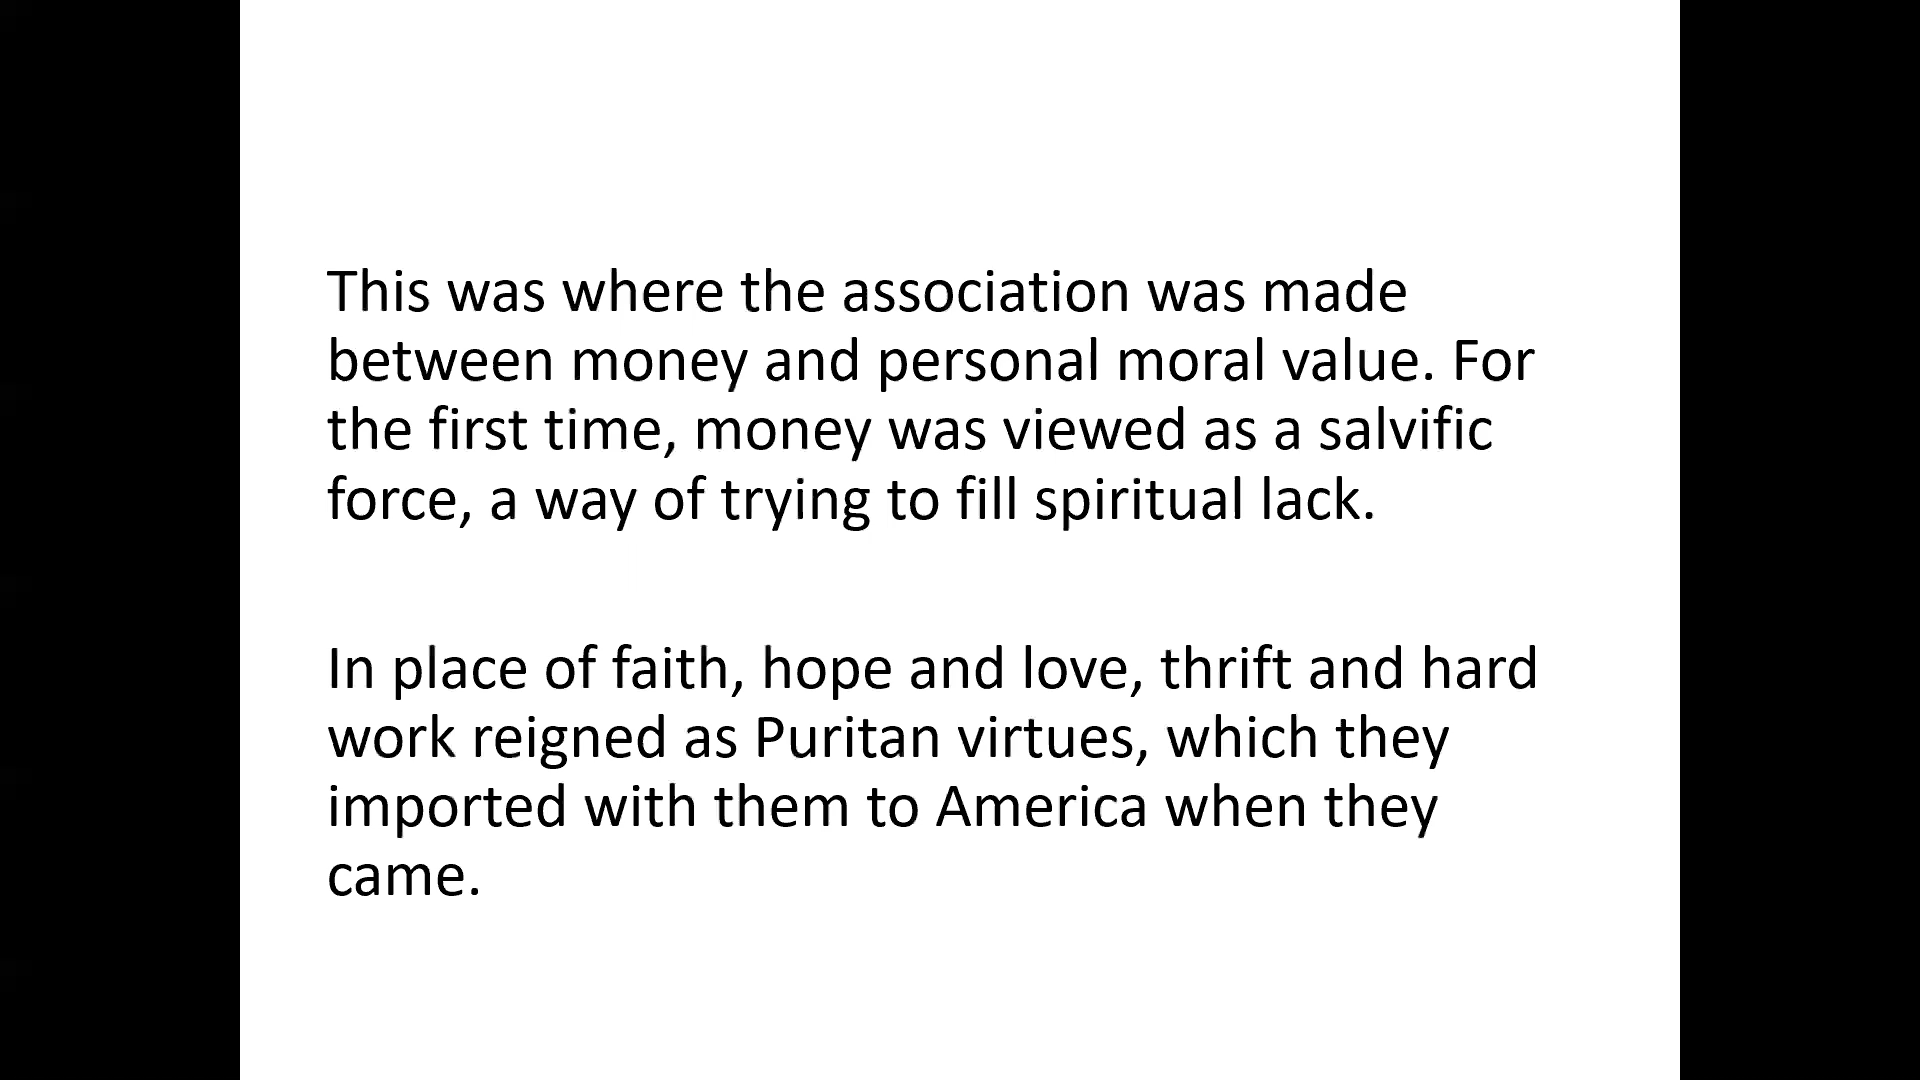 This was where the association was made
between money and personal moral value. For
the first time, money was viewed as a salvific
force, a way of trying to fill spiritual lack.
In place of faith, hope and love, thrift and hard
work reigned as Puritan virtues, which they
imported with them to America when they
came.